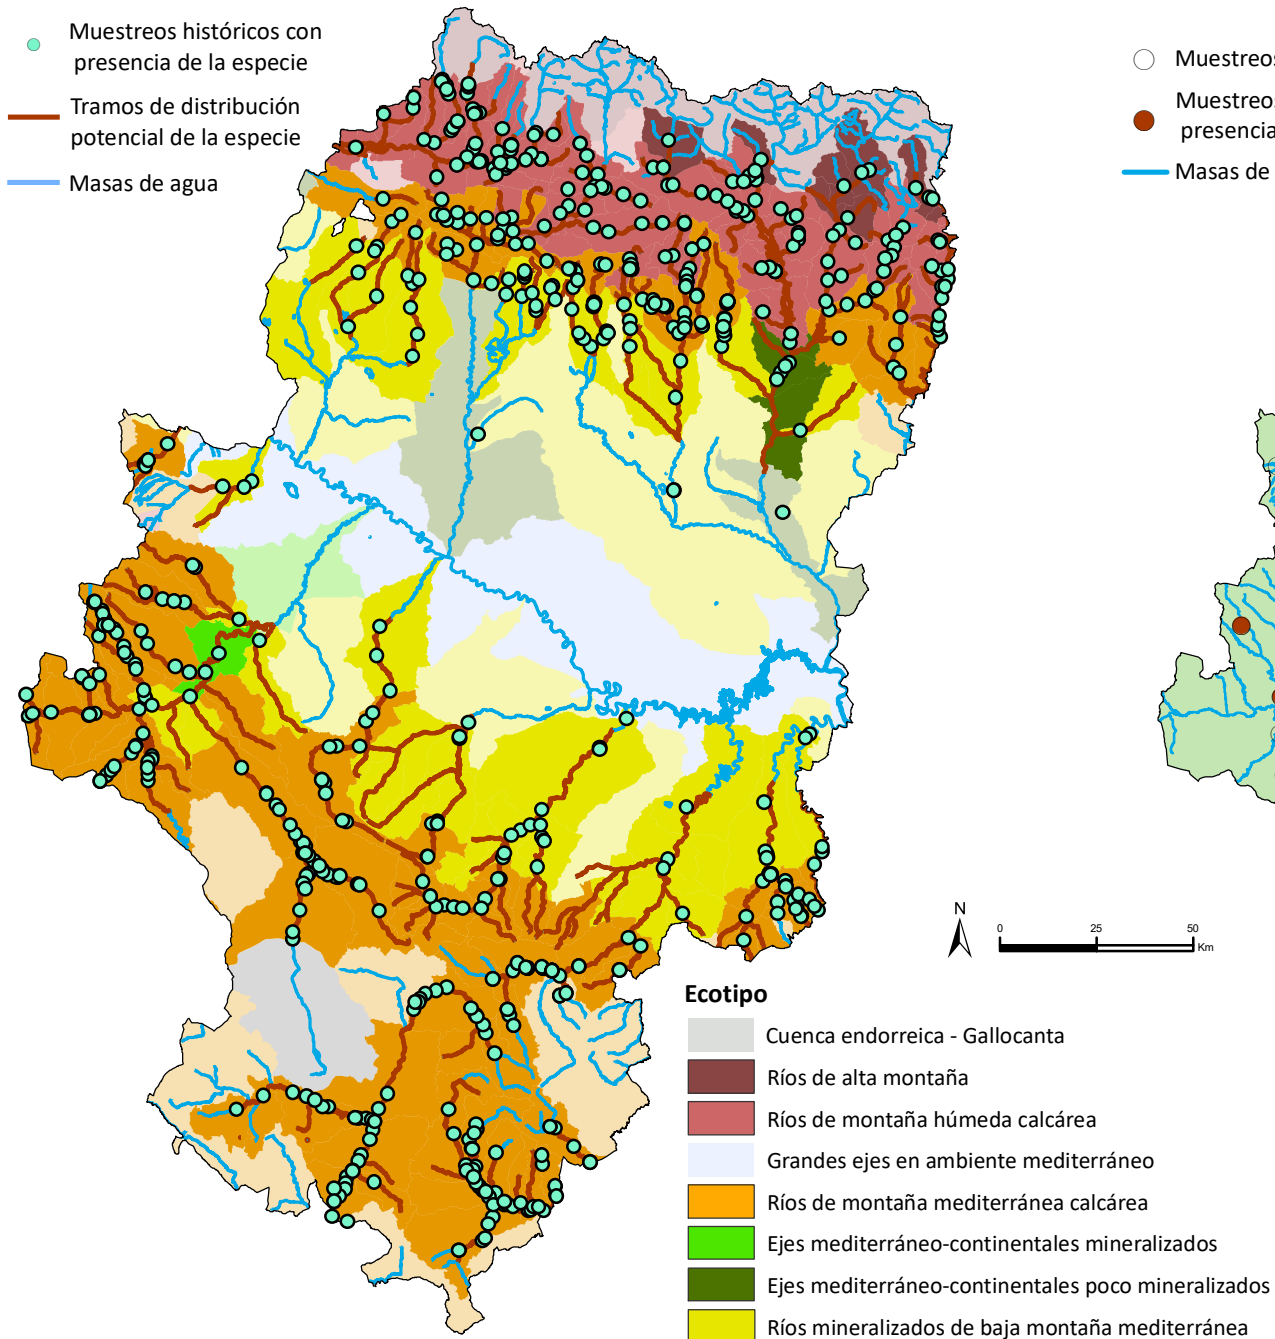 Muestreos históricos con
presencia de la especie
Tramos de distribución
potencial de la especie
Masas de agua
Muestreos
Muestreos
presencia
Masas de
N
0 25 50
Km
Ecotipo
Cuenca endorreica - Gallocanta
Ríos de alta montaña
Ríos de montaña húmeda calcárea
Grandes ejes en ambiente mediterráneo
Ríos de montaña mediterránea calcárea
Ejes mediterráneo-continentales mineralizados
Ejes mediterráneo-continentales poco mineralizados
Ríos mineralizados de baja montaña mediterránea